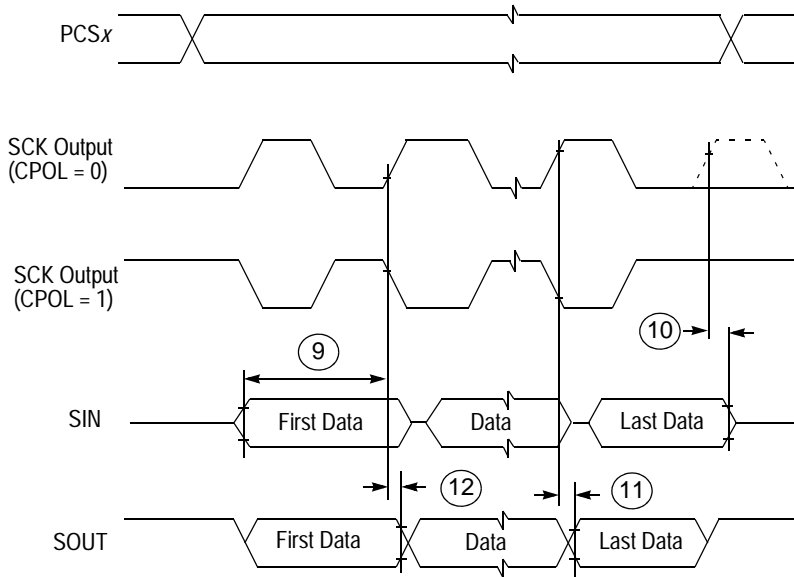 PCSx
SCK Output
(CPOL = 0)
SCK Output
(CPOL = 1)
9
10
SIN
First Data
Data
Last Data
12
11
SOUT
First Data
Data
Last Data